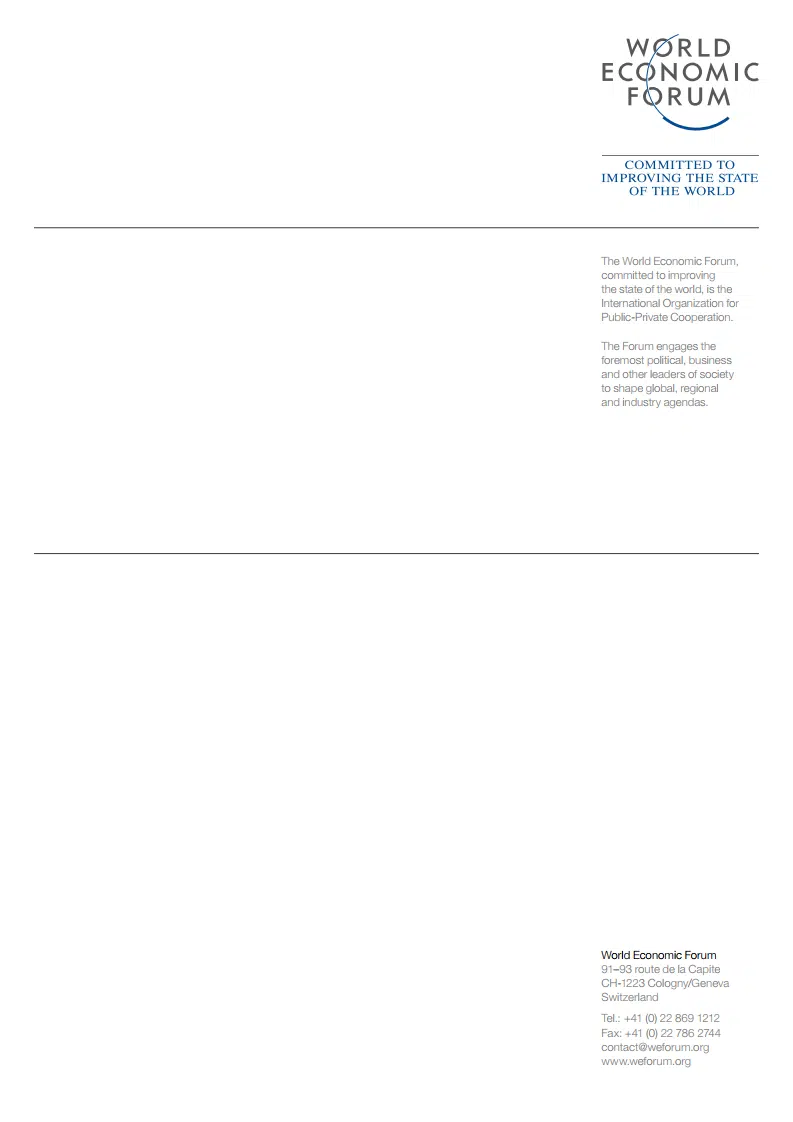 WORLD
ECONOMIC
FORUM
COMMITTED TO
IMPROVING THE STATE
OF THE WORLD
The World Economic Forum,
committed to improving
the state of the world, is the
International Organization for
Public-Private Cooperation.
The Forum engages the
foremost political, business
and other leaders of society
to shape global, regional
and industry agendas.
World Economic Forum
91–93 route de la Capite
CH-1223 Cologny/Geneva
Switzerland
Tel.: +41 (0) 22 869 1212
Fax: +41 (0) 22 786 2744
contact@weforum.org
www.weforum.org